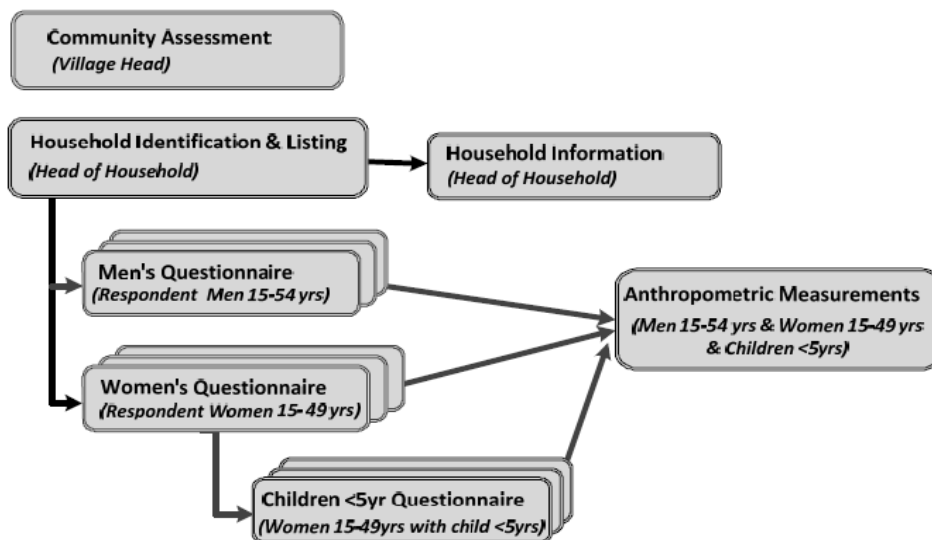 Community Assessment
(Village Head)
Household Identification & Listing
(Head of Household)
Household Information
(Head of Household)
Men's Questionnaire
(Respondent Men 15-54 yrs)
Anthropometric Measurements
(Men 15-54 yrs & Women 15-49 yrs
& Children <5yrs)
Women's Questionnaire
(Respondent Women 15-49 yrs)
Children <5yr Questionnaire
(Women 15-49yrs with child <5yrs)